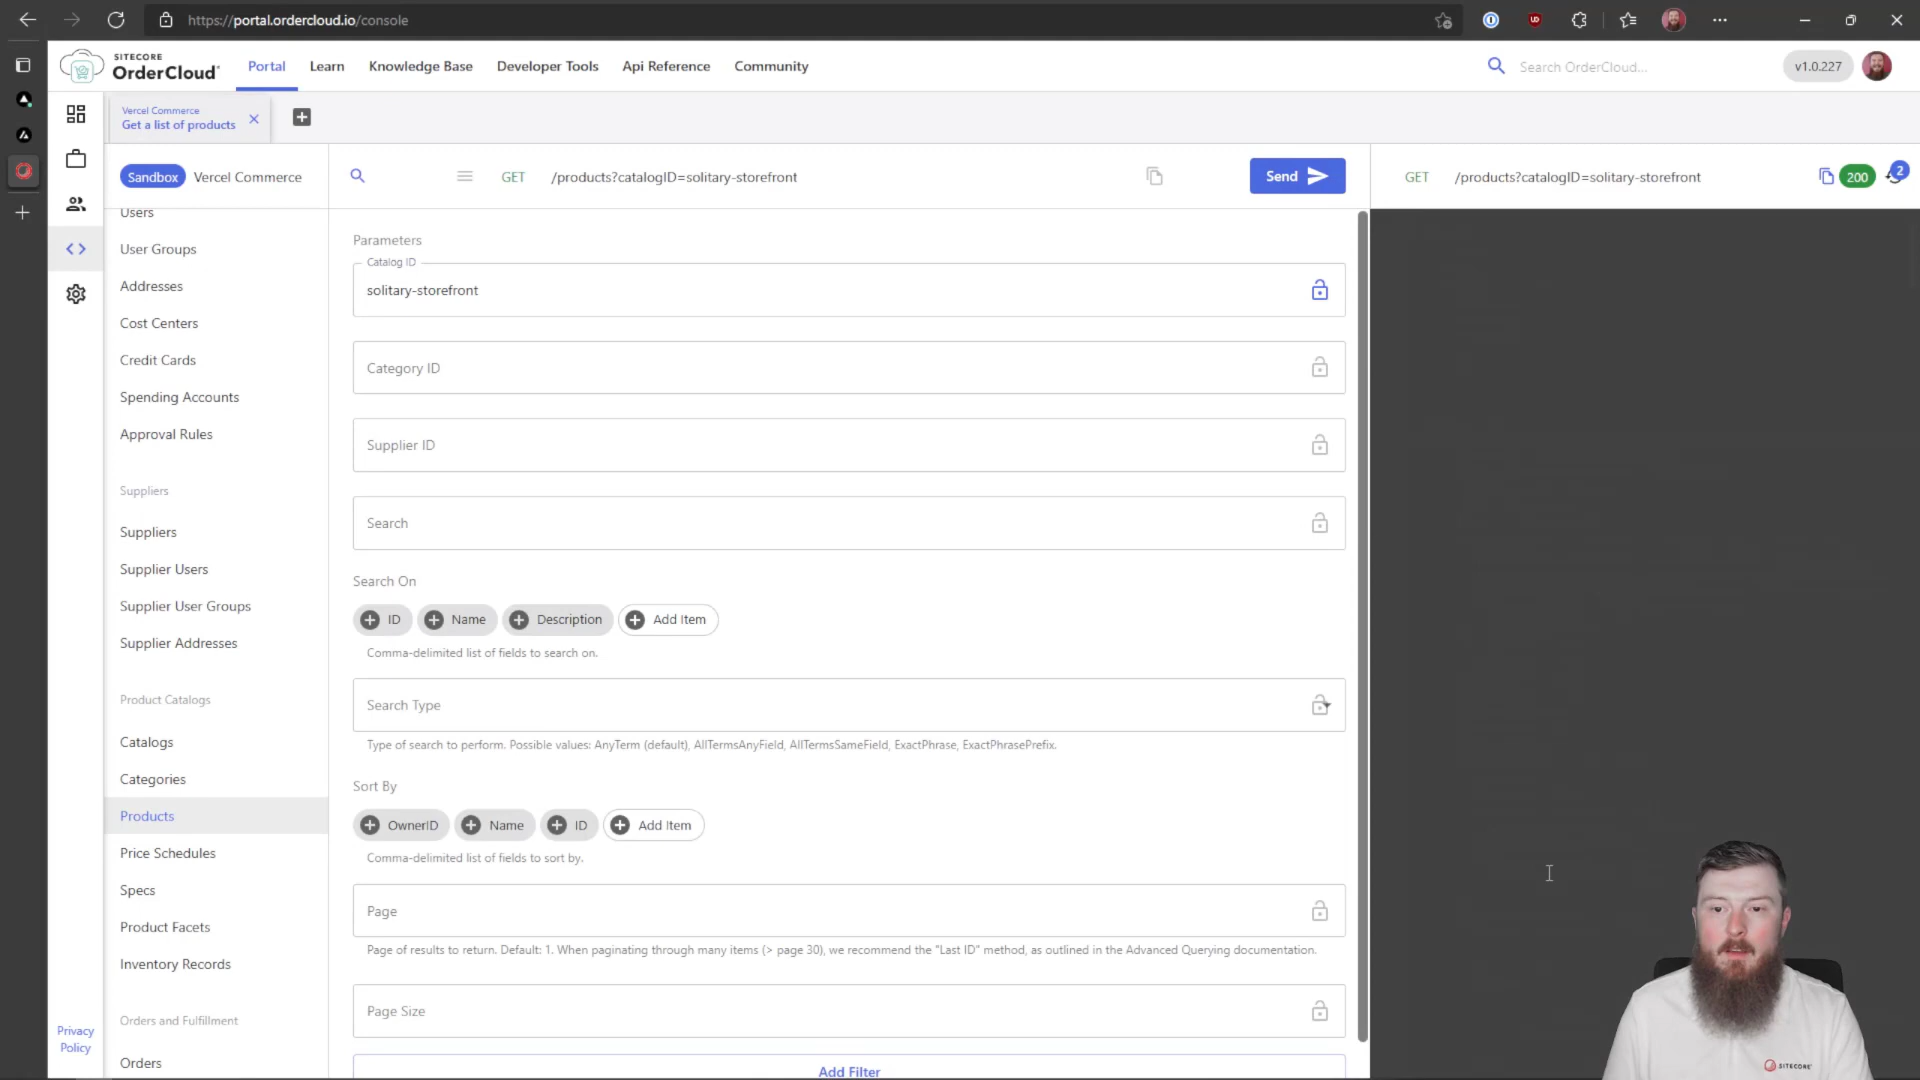 https://portal.ordercloud.io/console
SITECORE
OrderCloud
Portal
Learn
Knowledge Base
Developer Tools
Api Reference
Community
Search OrderCloud...
v1.0.227
Vercel Commerce
Get a list of products
Sandbox
Vercel Commerce
GET
/products?catalogID=solitary-storefront
Send
GET
/products?catalogID=solitary-storefront
200
2
Users
User Groups
Addresses
Cost Centers
Credit Cards
Spending Accounts
Approval Rules
Suppliers
Suppliers
Supplier Users
Supplier User Groups
Supplier Addresses
Product Catalogs
Catalogs
Categories
Products
Price Schedules
Specs
Product Facets
Inventory Records
Orders and Fulfillment
Orders
Privacy
Policy
Parameters
Catalog ID
solitary-storefront
Category ID
Supplier ID
Search
Search On
ID
Name
Description
Add Item
Comma-delimited list of fields to search on.
Search Type
Type of search to perform. Possible values: AnyTerm (default), AllTermsAnyField, AllTermsSameField, ExactPhrase, ExactPhrasePrefix.
Sort By
OwnerID
Name
ID
Add Item
Comma-delimited list of fields to sort by.
Page
Page of results to return. Default: 1. When paginating through many items (> page 30), we recommend the "Last ID" method, as outlined in the Advanced Querying documentation.
Page Size
Add Filter
SITECORE